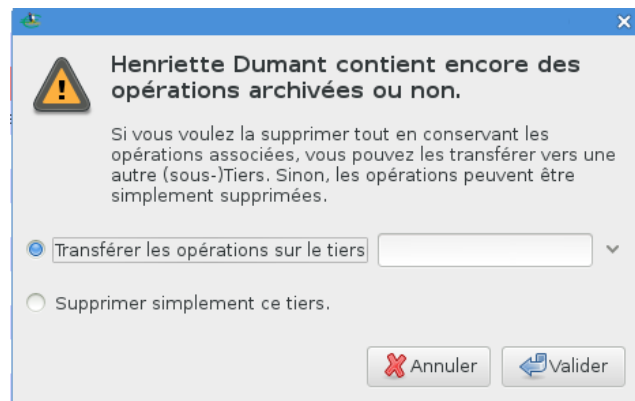 Henriette Dumant contient encore des
opérations archivées ou non.
Si vous voulez la supprimer tout en conservant les
opérations associées, vous pouvez les transférer vers une
autre (sous-)Tiers. Sinon, les opérations peuvent être
simplement supprimées.
Transférer les opérations sur le tiers
Supprimer simplement ce tiers.
Annuler Valider